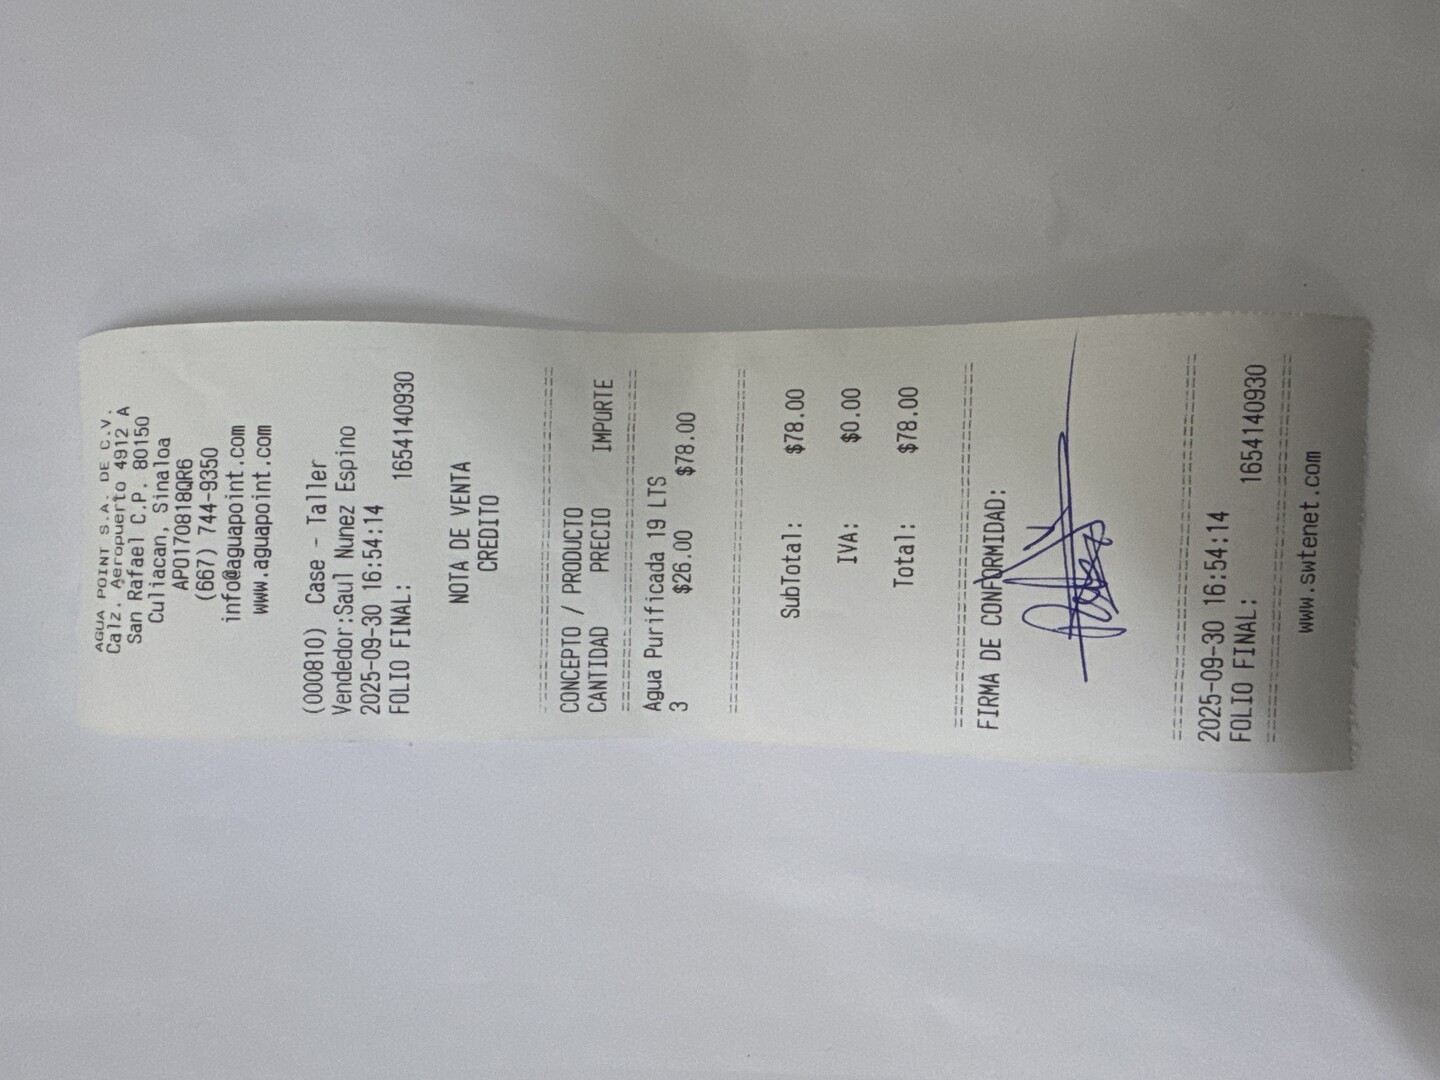 AGUA POINT S.A. DE C.V.
Calz. Aeropuerto 4912 A
San Rafael C.P. 80150
Culiacan, Sinaloa
APO170818QR6
(667) 744-9350
info@aguapoint.com
www.aguapoint.com
(000810) Case - Taller
Vendedor:Saul Nunez Espino
2025-09-30 16:54:14
FOLIO FINAL: 1654140930
NOTA DE VENTA
CREDITO
CONCEPTO / PRODUCTO
CANTIDAD PRECIO IMPORTE
Agua Purificada 19 LTS
3 $26.00 $78.00
SubTotal: $78.00
IVA: $0.00
Total: $78.00
FIRMA DE CONFORMIDAD:
2025-09-30 16:54:14
FOLIO FINAL: 1654140930
www.swtenet.com